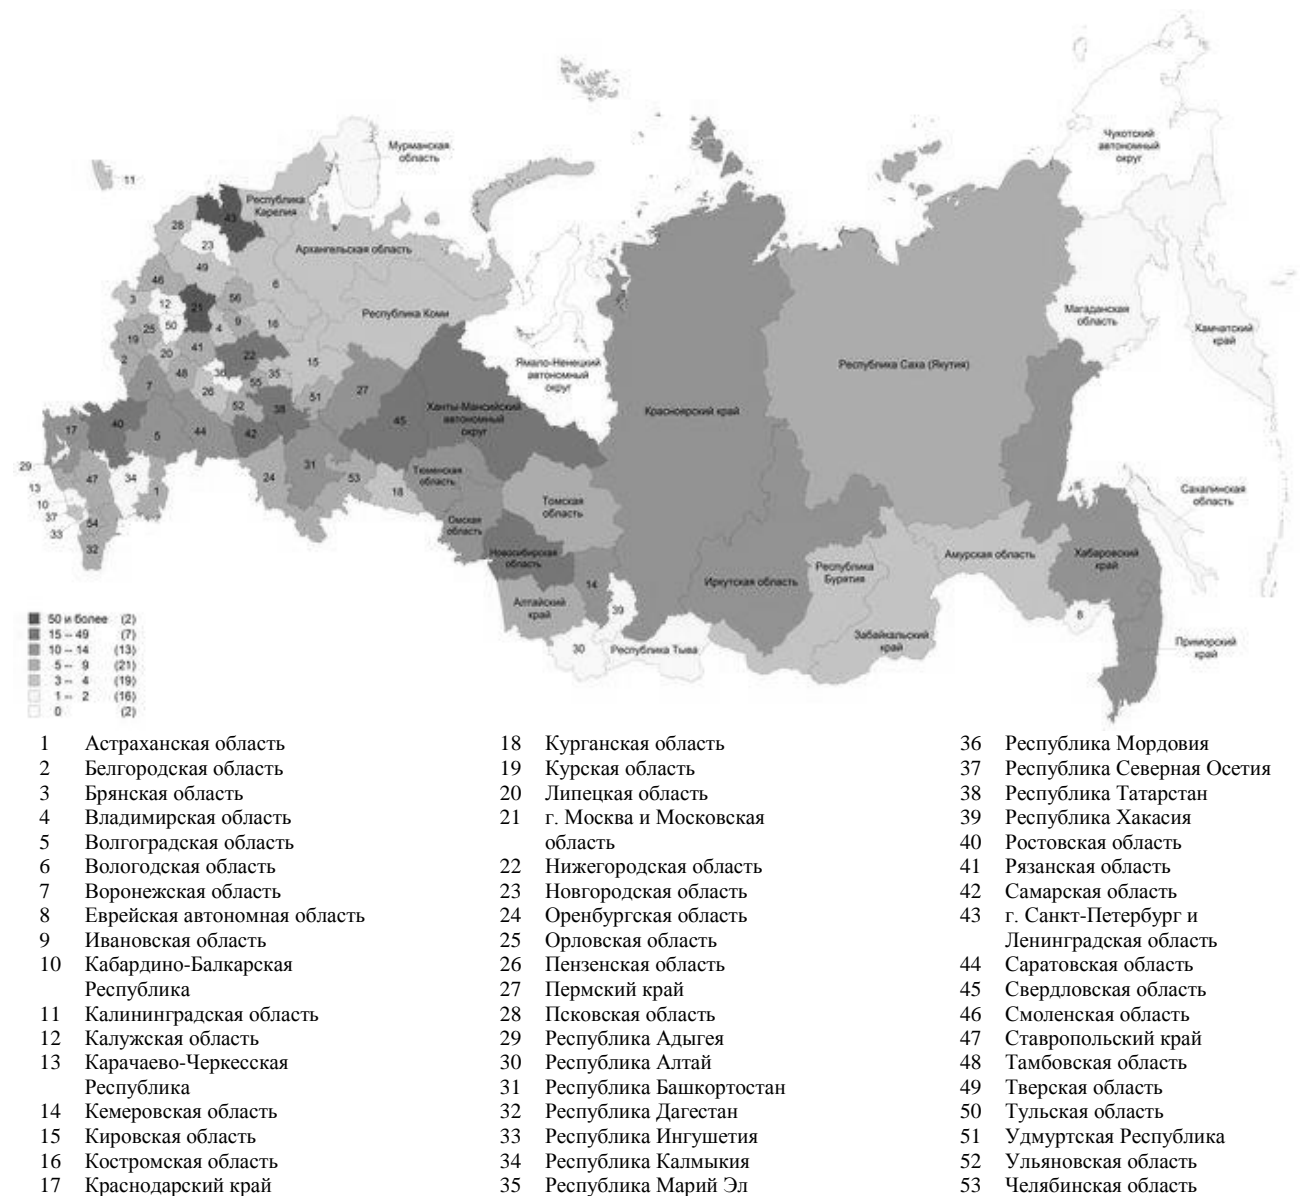 Чукотский
автономный
округ
Мурманская
область
11
Республика
Карелия
43
28
23
Архангельская область
49
46
6
56
3
12
21
Магаданская
область
Республика Коми
9
16
4
25
50
Камчатский
край
19
41
22
20
2
15
Ямало-Ненецкий
автономный
округ
Республика Саха (Якутия)
48
36
35
55
7
26
27
51
Красноярский край
52
38
Ханты-Мансийский
автономный
округ
40
45
17
5
44
42
29
31
Тюменская
область
47
34
24
53
13
1
18
Сахалинская
область
Томская
область
10
37
54
33
Омская
область
32
Новосибирская
область
Амурская область
Хабаровский
край
Республика
Бурятия
14
Иркутская область
Алтайский
край
39
8
50 и более (2)
15 – 49 (7)
10 – 14 (13)
5 – 9 (21)
3 – 4 (19)
1 – 2 (16)
0 (2)
Забайкальский
край
30
Республика Тыва
Приморский
край
1 Астраханская область
2 Белгородская область
3 Брянская область
4 Владимирская область
5 Волгоградская область
6 Вологодская область
7 Воронежская область
8 Еврейская автономная область
9 Ивановская область
10 Кабардино-Балкарская
Республика
11 Калининградская область
12 Калужская область
13 Карачаево-Черкесская
Республика
14 Кемеровская область
15 Кировская область
16 Костромская область
17 Краснодарский край
18 Курганская область
19 Курская область
20 Липецкая область
21 г. Москва и Московская
область
22 Нижегородская область
23 Новгородская область
24 Оренбургская область
25 Орловская область
26 Пензенская область
27 Пермский край
28 Псковская область
29 Республика Адыгея
30 Республика Алтай
31 Республика Башкортостан
32 Республика Дагестан
33 Республика Ингушетия
34 Республика Калмыкия
35 Республика Марий Эл
36 Республика Мордовия
37 Республика Северная Осетия
38 Республика Татарстан
39 Республика Хакасия
40 Ростовская область
41 Рязанская область
42 Самарская область
43 г. Санкт-Петербург и
Ленинградская область
44 Саратовская область
45 Свердловская область
46 Смоленская область
47 Ставропольский край
48 Тамбовская область
49 Тверская область
50 Тульская область
51 Удмуртская Республика
52 Ульяновская область
53 Челябинская область